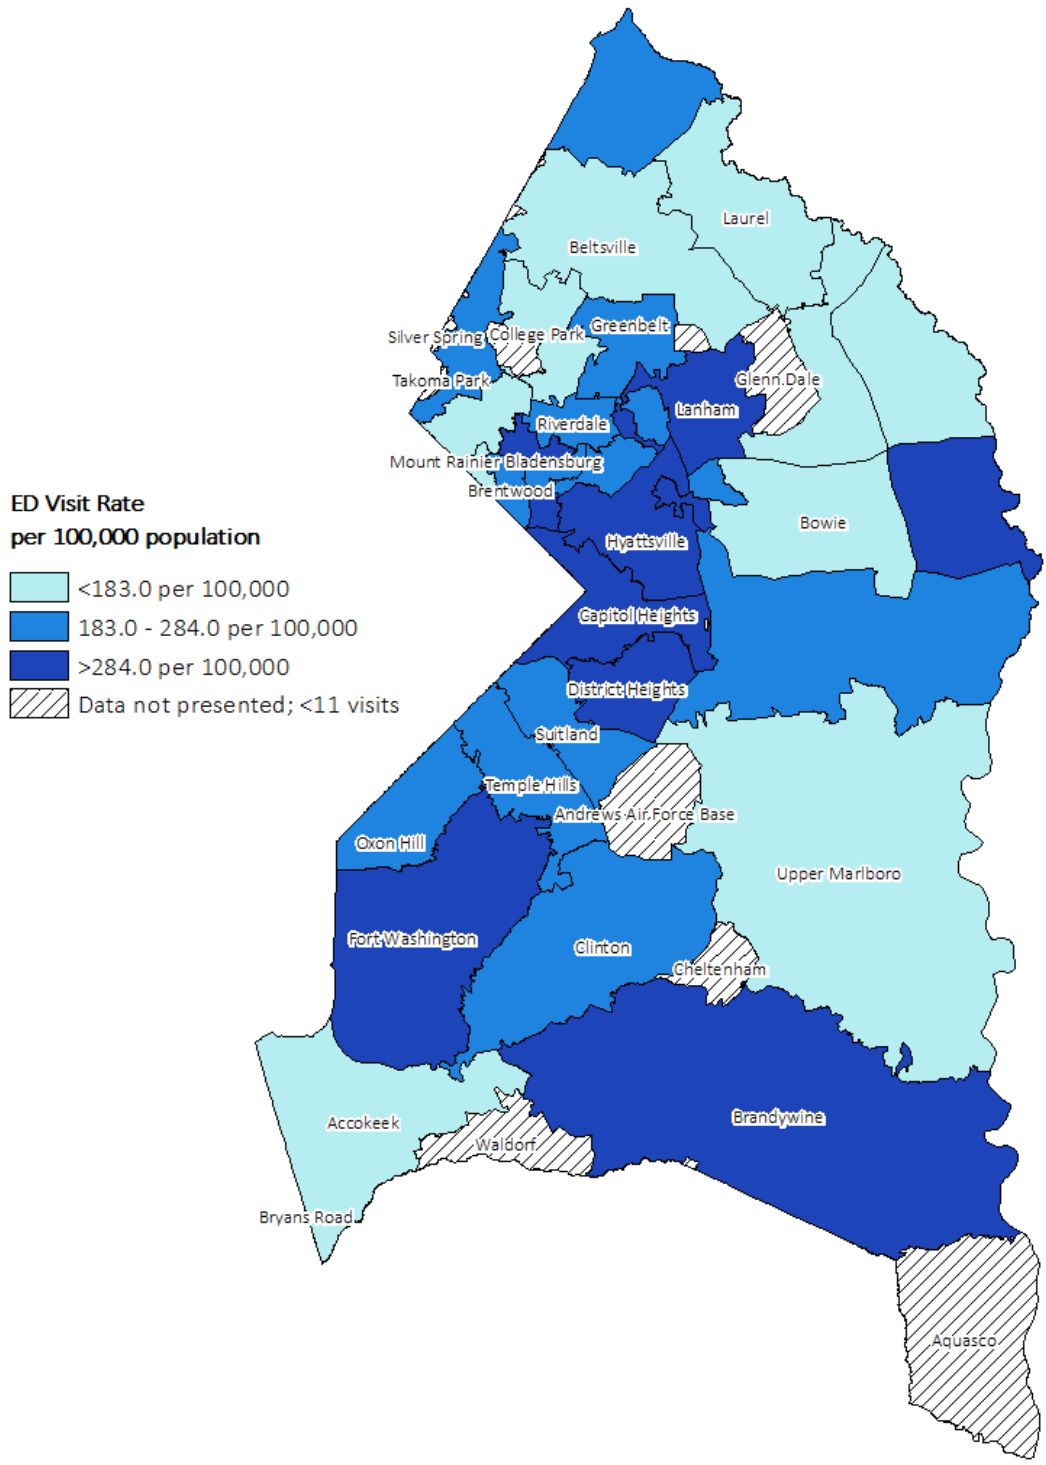 Laurel
Beltsville
Silver Spring
College Park
Greenbelt
Takoma Park
Glenn Dale
Lanham
Riverdale
Mount Rainier
Bladensburg
Brentwood
Bowie
Hyattsville
ED Visit Rate
per 100,000 population
<183.0 per 100,000
183.0 - 284.0 per 100,000
>284.0 per 100,000
Data not presented; <11 visits
Capitol Heights
District Heights
Suitland
Temple Hills
Andrews Air Force Base
Oxon Hill
Upper Marlboro
Fort Washington
Clinton
Cheltenham
Accokeek
Brandywine
Waldorf
Bryans Road
Aquasco